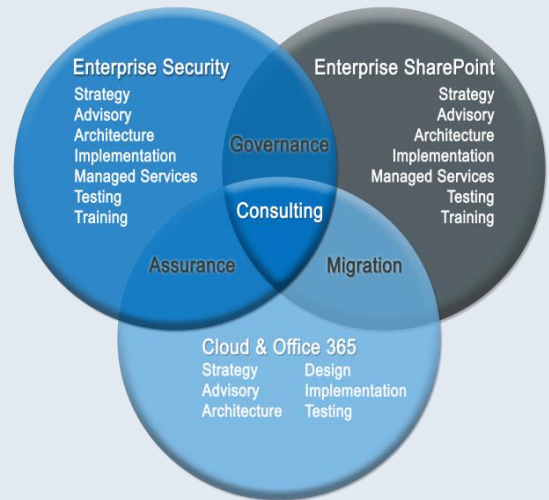 Enterprise Security
Strategy
Advisory
Architecture
Implementation
Managed Services
Testing
Training
Enterprise SharePoint
Strategy
Advisory
Architecture
Implementation
Managed Services
Testing
Training
Governance
Consulting
Assurance
Migration
Cloud & Office 365
Strategy Design
Advisory Implementation
Architecture Testing